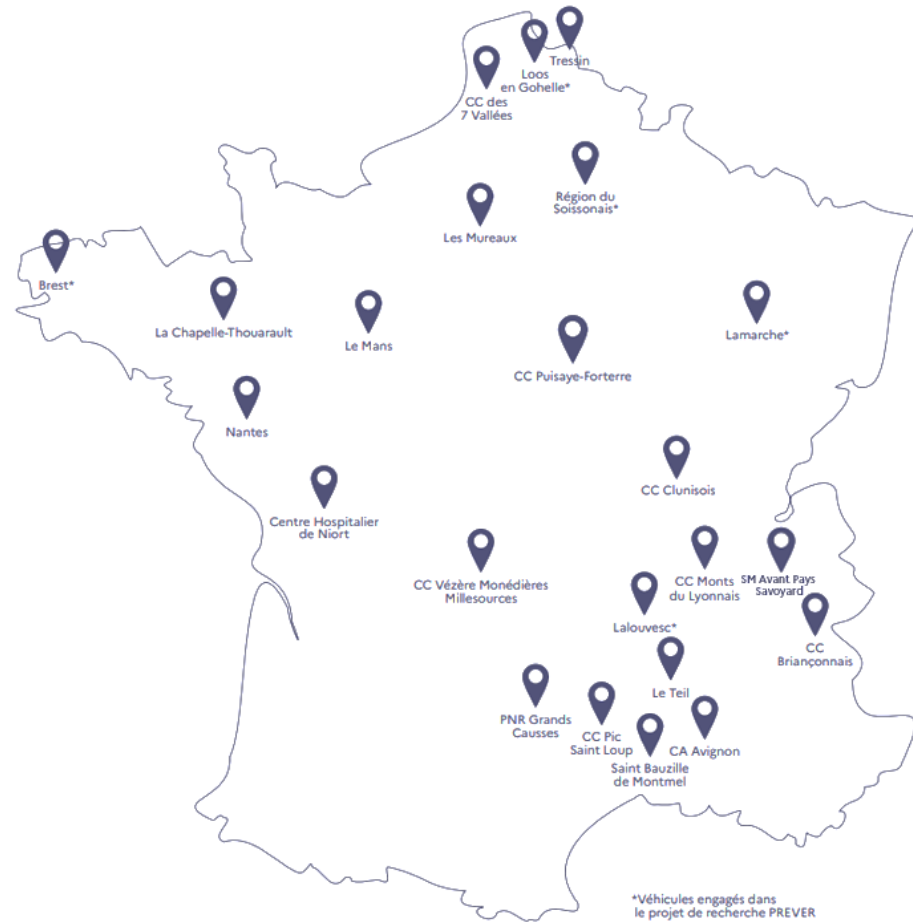 Tressin
Loos
en Gohelle*
CC des
7 Vallées
Région du
Soissonais*
Les Mureaux
Brest*
La Chapelle-Thouarault
Le Mans
Lamarche*
CC Puisaye-Forterre
Nantes
CC Clunisois
Centre Hospitalier
de Niort
CC Vézère Monédières
Millesources
CC Monts
du Lyonnais
SM Avant Pays
Savoyard
Lalouvesc*
CC
Briançonnais
Le Teil
PNR Grands
Causses
CC Pic
Saint Loup
CA Avignon
Saint Bauzille
de Montmel
*Véhicules engagés dans
le projet de recherche PREVER